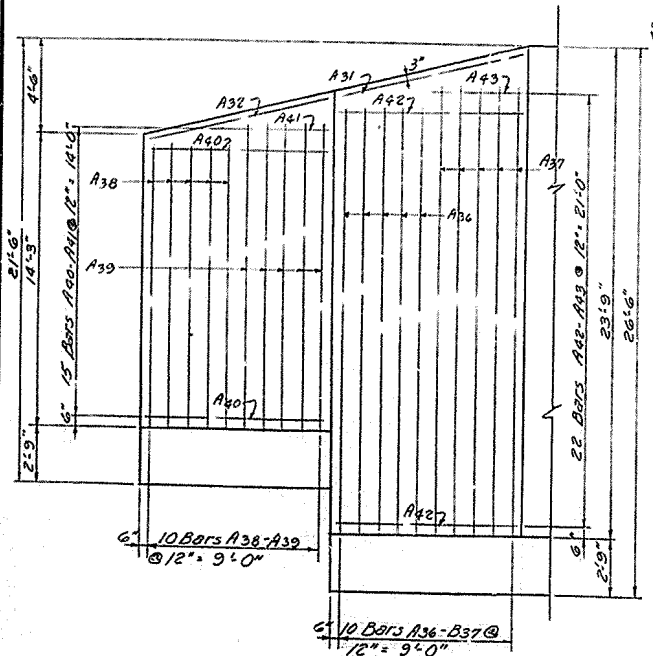 4'-6"
21'-6"
14'-3"
2'-9"
15 Bars A40-A41 @ 12" = 14'-0"
6"
A32
A31
3"
A43
A42
A41
A40
A38
A37
A36
A39
A40
A42
22 Bars A42-A43 @ 12" = 21'-0"
6"
23'-9"
2'-9"
26'-6"
6" 10 Bars A38-A39
@ 12" = 9'-0"
6" 10 Bars A36-B37 @
12" = 9'-0"